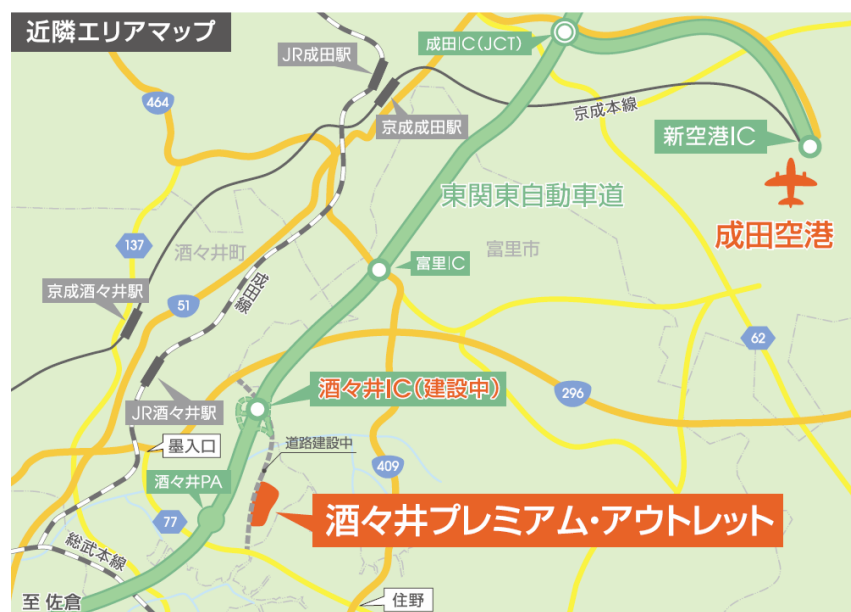 近隣エリアマップ
成田IC(JCT)
JR成田駅
464
京成成田駅
京成本線
新空港IC
東関東自動車道
成田空港
137
酒々井町
富里市
富里IC
成田線
京成酒々井駅
51
62
酒々井IC(建設中)
296
JR酒々井駅
墨入口
道路建設中
409
酒々井PA
77
酒々井プレミアム・アウトレット
総武本線
至 佐倉
住野